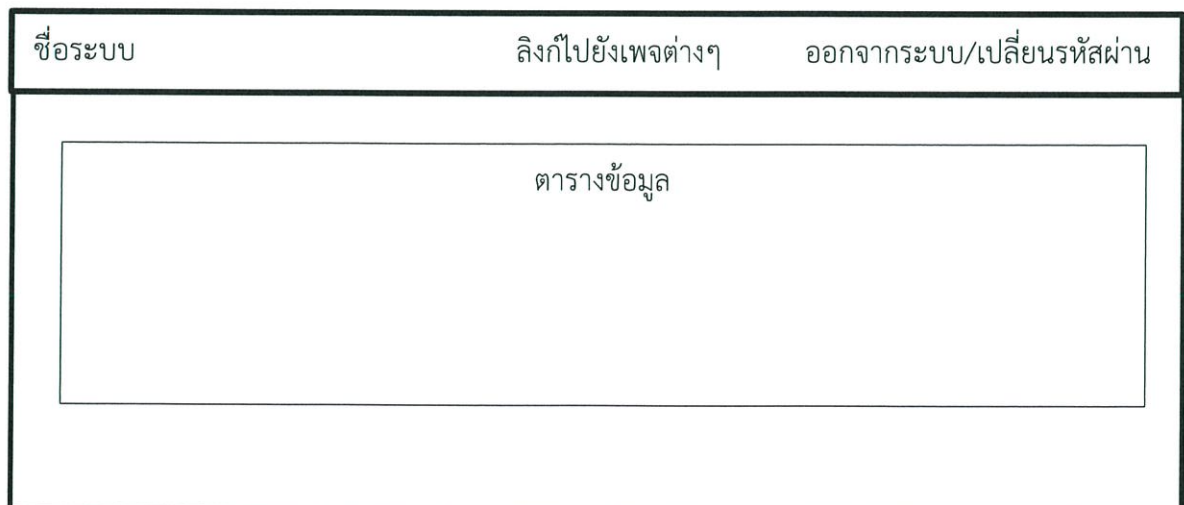 ชื่อระบบ ลิงก์ไปยังเพจต่างๆ ออกจากระบบ/เปลี่ยนรหัสผ่าน
ตารางข้อมูล